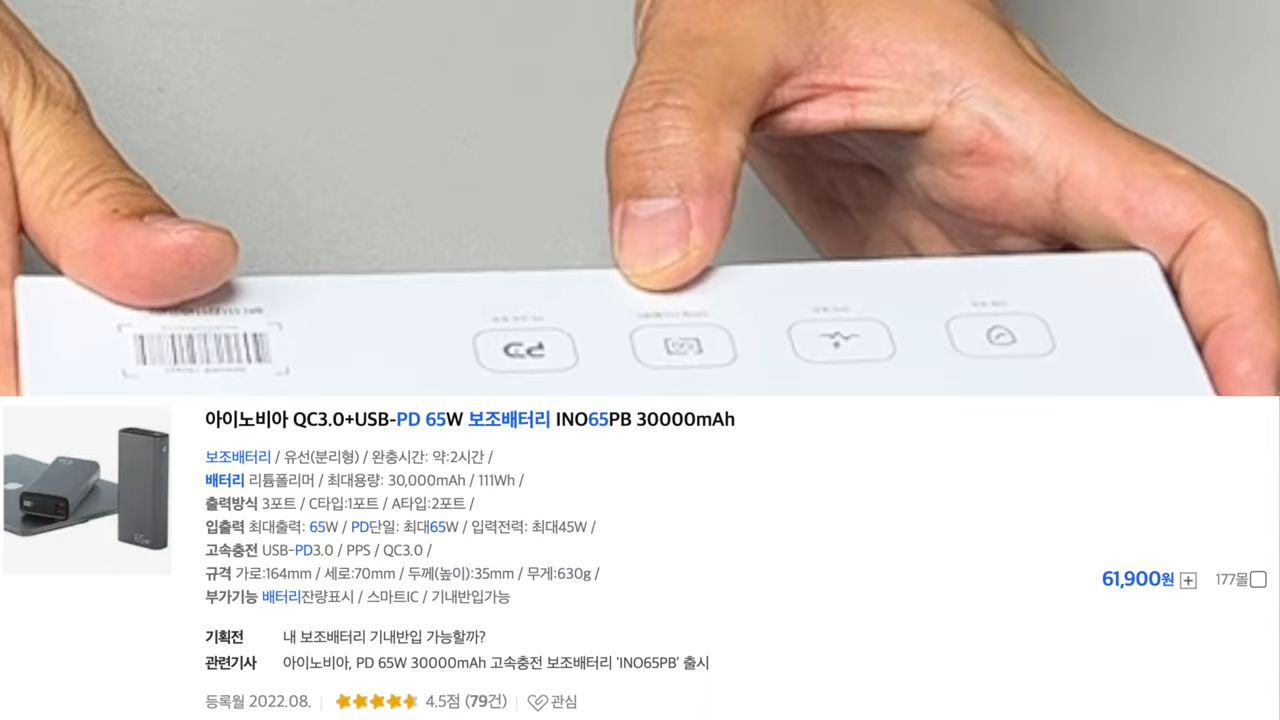 아이노비아 QC3.0+USB-PD 65W 보조배터리 INO65PB 30000mAh
보조배터리 / 유선(분리형) / 완충시간: 약:2시간 /
배터리 리튬폴리머 / 최대용량: 30,000mAh / 111Wh /
출력방식 3포트 / C타입:1포트 / A타입:2포트 /
입출력 최대출력: 65W / PD단일: 최대65W / 입력전력: 최대45W /
고속충전 USB-PD3.0 / PPS / QC3.0 /
규격 가로:164mm / 세로:70mm / 두께(높이):35mm / 무게:630g /
부가기능 배터리잔량표시 / 스마트IC / 기내반입가능
61,900원 177몰
기획전 내 보조배터리 기내반입 가능할까?
관련기사 아이노비아, PD 65W 30000mAh 고속충전 보조배터리 'INO65PB' 출시
등록월 2022.08. 4.5점 (79건) 관심